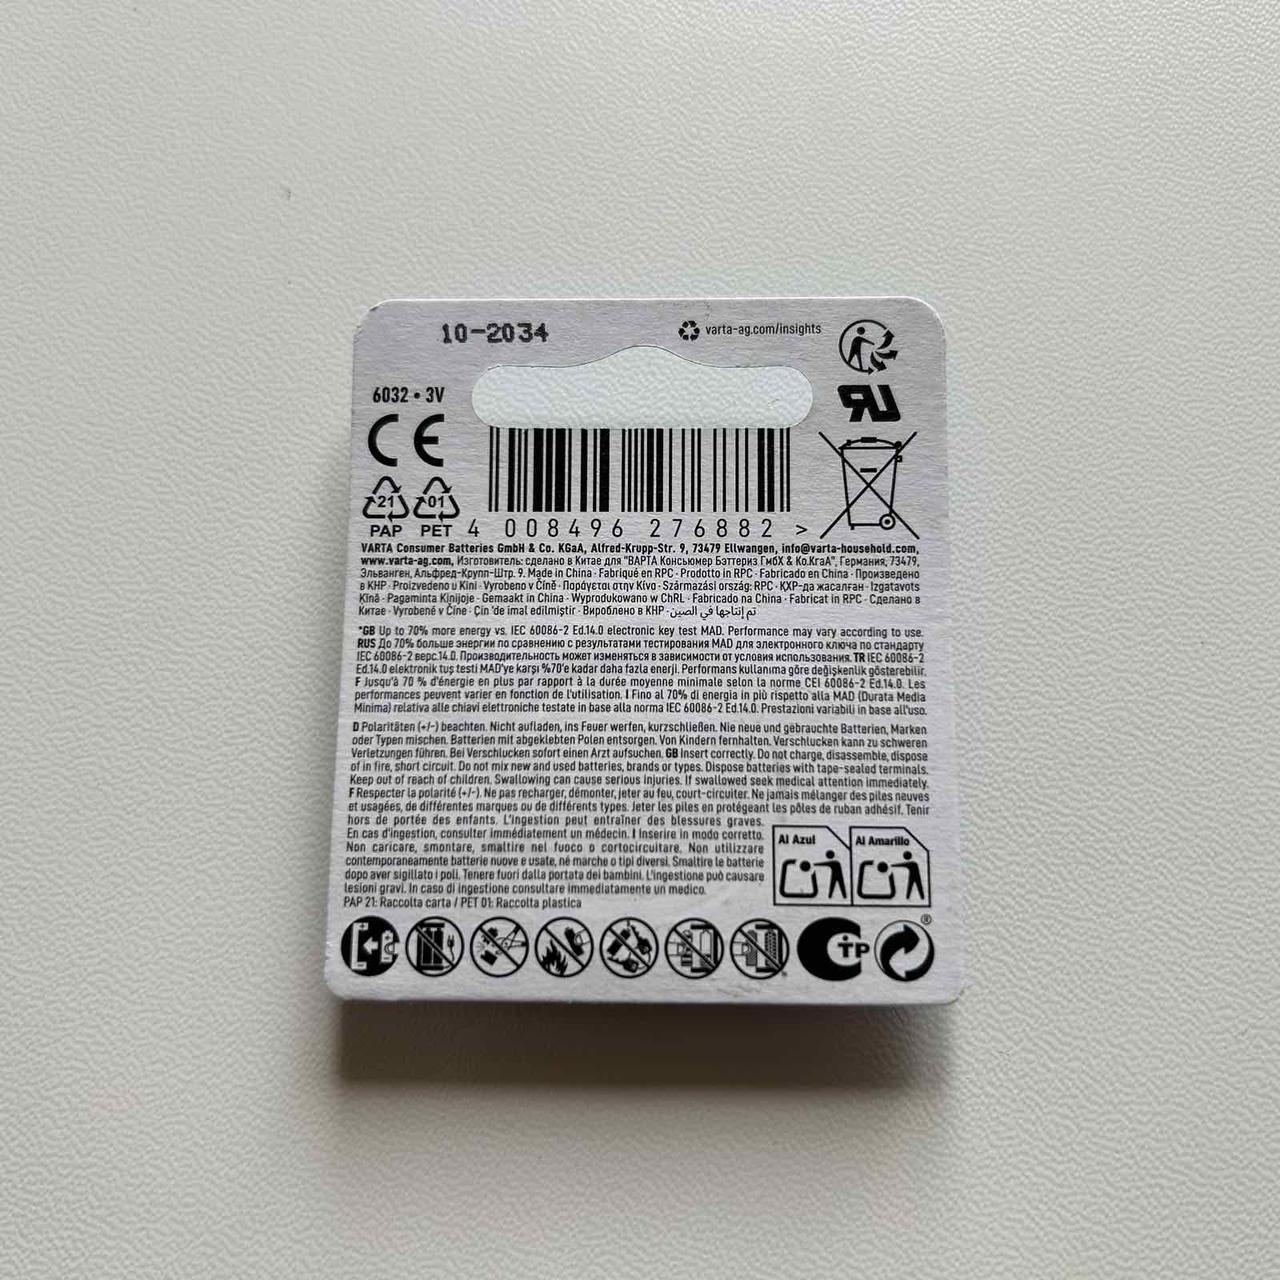 10-2034
varta-ag.com/insights
6032 • 3V
CE
21
PAP
01
PET
4 008496 276882 >
VARTA Consumer Batteries GmbH & Co. KGaA, Alfred-Krupp-Str. 9, 73479 Ellwangen, info@varta-household.com,
www.varta-ag.com, Изготовитель: сделано в Китае для "ВАРТА Консьюмер Бэттериз ГмбХ & Ко.КгаА", Германия, 73479,
Эльванген, Альфред-Крупп-Штр. 9. Made in China · Fabriqué en RPC · Prodotto in RPC · Fabricado en China · Произведено
в КНР · Proizvedeno u Kini · Vyrobeno v Číně · Παράγεται στην Κίνα · Származási ország: RPC · ҚХР-да жасалған · Izgatavots
Ķīnā · Pagaminta Kinijoje · Gemaakt in China · Wyprodukowano w ChRL · Fabricado na China · Fabricat in RPC · Сделано в
Китае · Vyrobené v Číne · Çin 'de imal edilmiştir · Вироблено в КНР · تم إنتاجها في الصين
*GB Up to 70% more energy vs. IEC 60086-2 Ed.14.0 electronic key test MAD. Performance may vary according to use.
RUS До 70% больше энергии по сравнению с результатами тестирования MAD для электронного ключа по стандарту
IEC 60086-2 верс.14.0. Производительность может изменяться в зависимости от условия использования. TR IEC 60086-2
Ed.14.0 elektronik tuş testi MAD'ye karşı %70'e kadar daha fazla enerji. Performans kullanıma göre değişkenlik gösterebilir.
F Jusqu'à 70 % d'énergie en plus par rapport à la durée moyenne minimale selon la norme CEI 60086-2 Ed.14.0. Les
performances peuvent varier en fonction de l'utilisation. I Fino al 70% di energia in più rispetto alla MAD (Durata Media
Minima) relativa alle chiavi elettroniche testate in base alla norma IEC 60086-2 Ed.14.0. Prestazioni variabili in base all'uso.
D Polaritäten (+/-) beachten. Nicht aufladen, ins Feuer werfen, kurzschließen. Nie neue und gebrauchte Batterien, Marken
oder Typen mischen. Batterien mit abgeklebten Polen entsorgen. Von Kindern fernhalten. Verschlucken kann zu schweren
Verletzungen führen. Bei Verschlucken sofort einen Arzt aufsuchen. GB Insert correctly. Do not charge, disassemble, dispose
of in fire, short circuit. Do not mix new and used batteries, brands or types. Dispose batteries with tape-sealed terminals.
Keep out of reach of children. Swallowing can cause serious injuries. If swallowed seek medical attention immediately.
F Respecter la polarité (+/-). Ne pas recharger, démonter, jeter au feu, court-circuiter. Ne jamais mélanger des piles neuves
et usagées, de différentes marques ou de différents types. Jeter les piles en protégeant les pôles de ruban adhésif. Tenir
hors de portée des enfants. L'ingestion peut entraîner des blessures graves.
En cas d'ingestion, consulter immédiatement un médecin. I Inserire in modo corretto.
Non caricare, smontare, smaltire nel fuoco o cortocircuitare. Non utilizzare
contemporaneamente batterie nuove e usate, né marche o tipi diversi. Smaltire le batterie
dopo aver sigillato i poli. Tenere fuori dalla portata dei bambini. L'ingestione può causare
lesioni gravi. In caso di ingestione consultare immediatamente un medico.
PAP 21: Raccolta carta / PET 01: Raccolta plastica
Al Azul
Al Amarillo
®